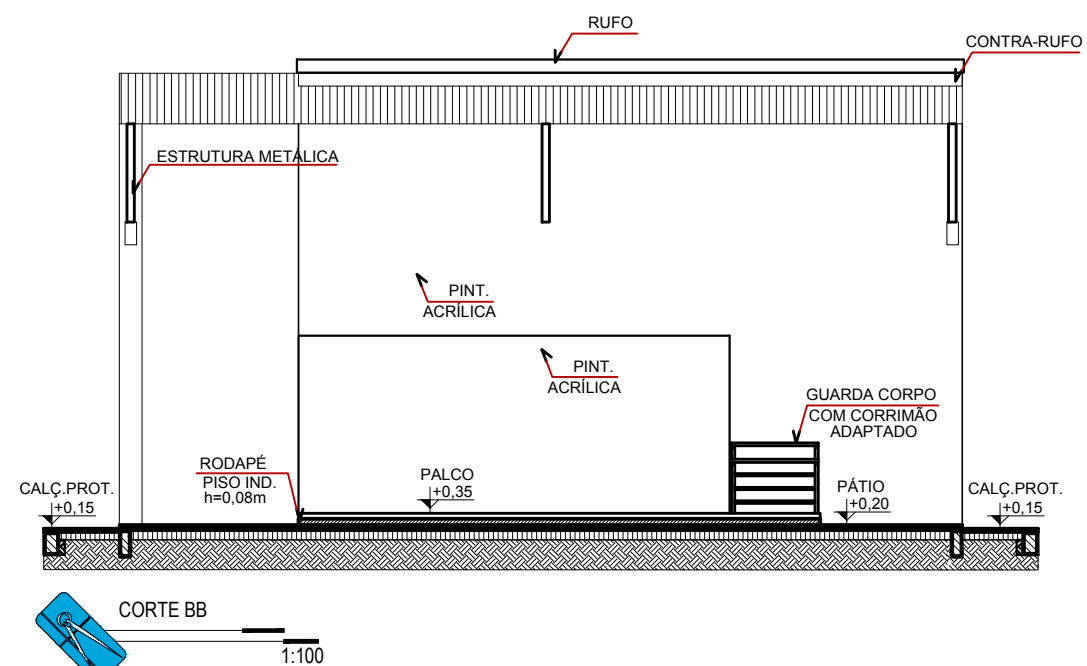 RUFO
CONTRA-RUFO
ESTRUTURA METÁLICA
PINT.
ACRÍLICA
PINT.
ACRÍLICA
GUARDA CORPO
COM CORRIMÃO
ADAPTADO
RODAPÉ
PISO IND.
h=0,08m
PALCO
+0,35
CALÇ.PROT.
+0,15
PÁTIO
+0,20
CALÇ.PROT.
+0,15
CORTE BB
1:100